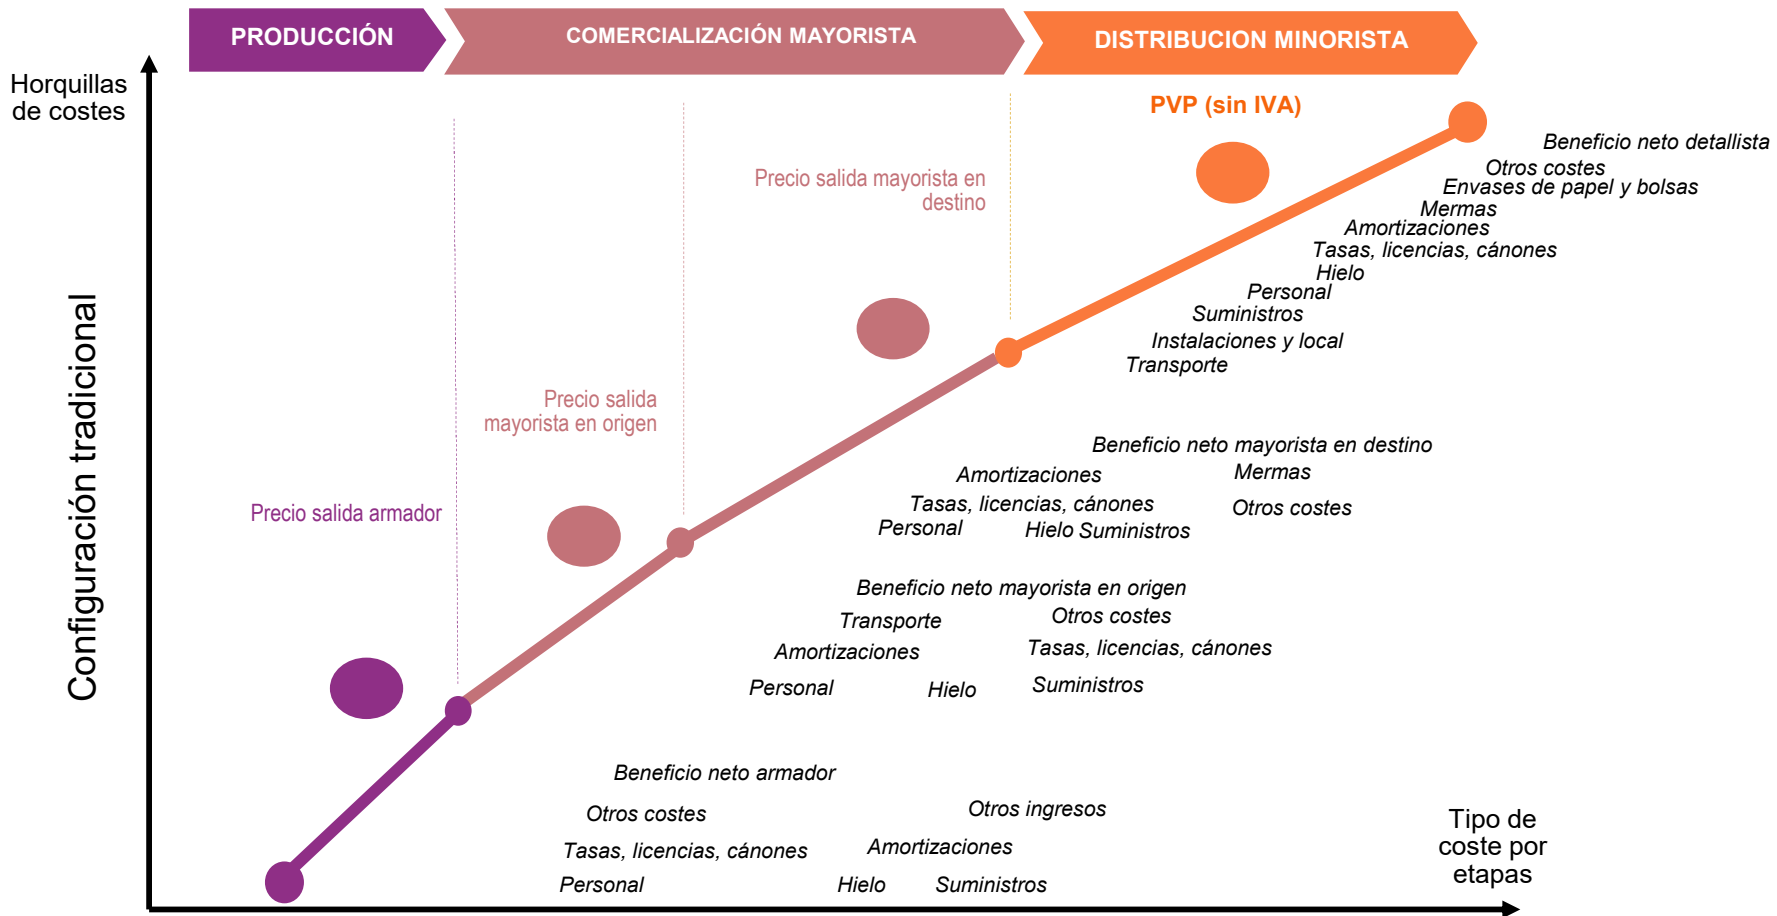 PRODUCCIÓN
COMERCIALIZACIÓN MAYORISTA
DISTRIBUCION MINORISTA
Horquillas
de costes
PVP (sin IVA)
Beneficio neto detallista
Otros costes
Envases de papel y bolsas
Mermas
Amortizaciones
Tasas, licencias, cánones
Hielo
Personal
Suministros
Instalaciones y local
Transporte
Precio salida mayorista en
destino
Precio salida
mayorista en origen
Precio salida armador
Configuración tradicional
Beneficio neto mayorista en destino
Amortizaciones
Mermas
Tasas, licencias, cánones
Otros costes
Personal
Hielo
Suministros
Beneficio neto mayorista en origen
Transporte
Otros costes
Amortizaciones
Tasas, licencias, cánones
Personal
Hielo
Suministros
Beneficio neto armador
Otros costes
Otros ingresos
Tasas, licencias, cánones
Amortizaciones
Personal
Hielo
Suministros
Tipo de
coste por
etapas